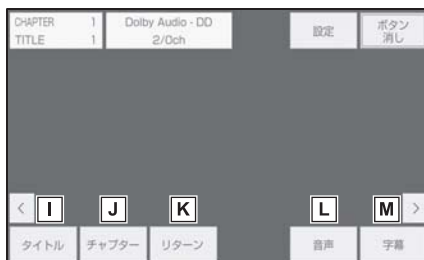 CHAPTER 1
TITLE 1
Dolby Audio - DD
2/0ch
設定
ボタン
消し
< I J K L M >
タイトル チャプター リターン 音声 字幕